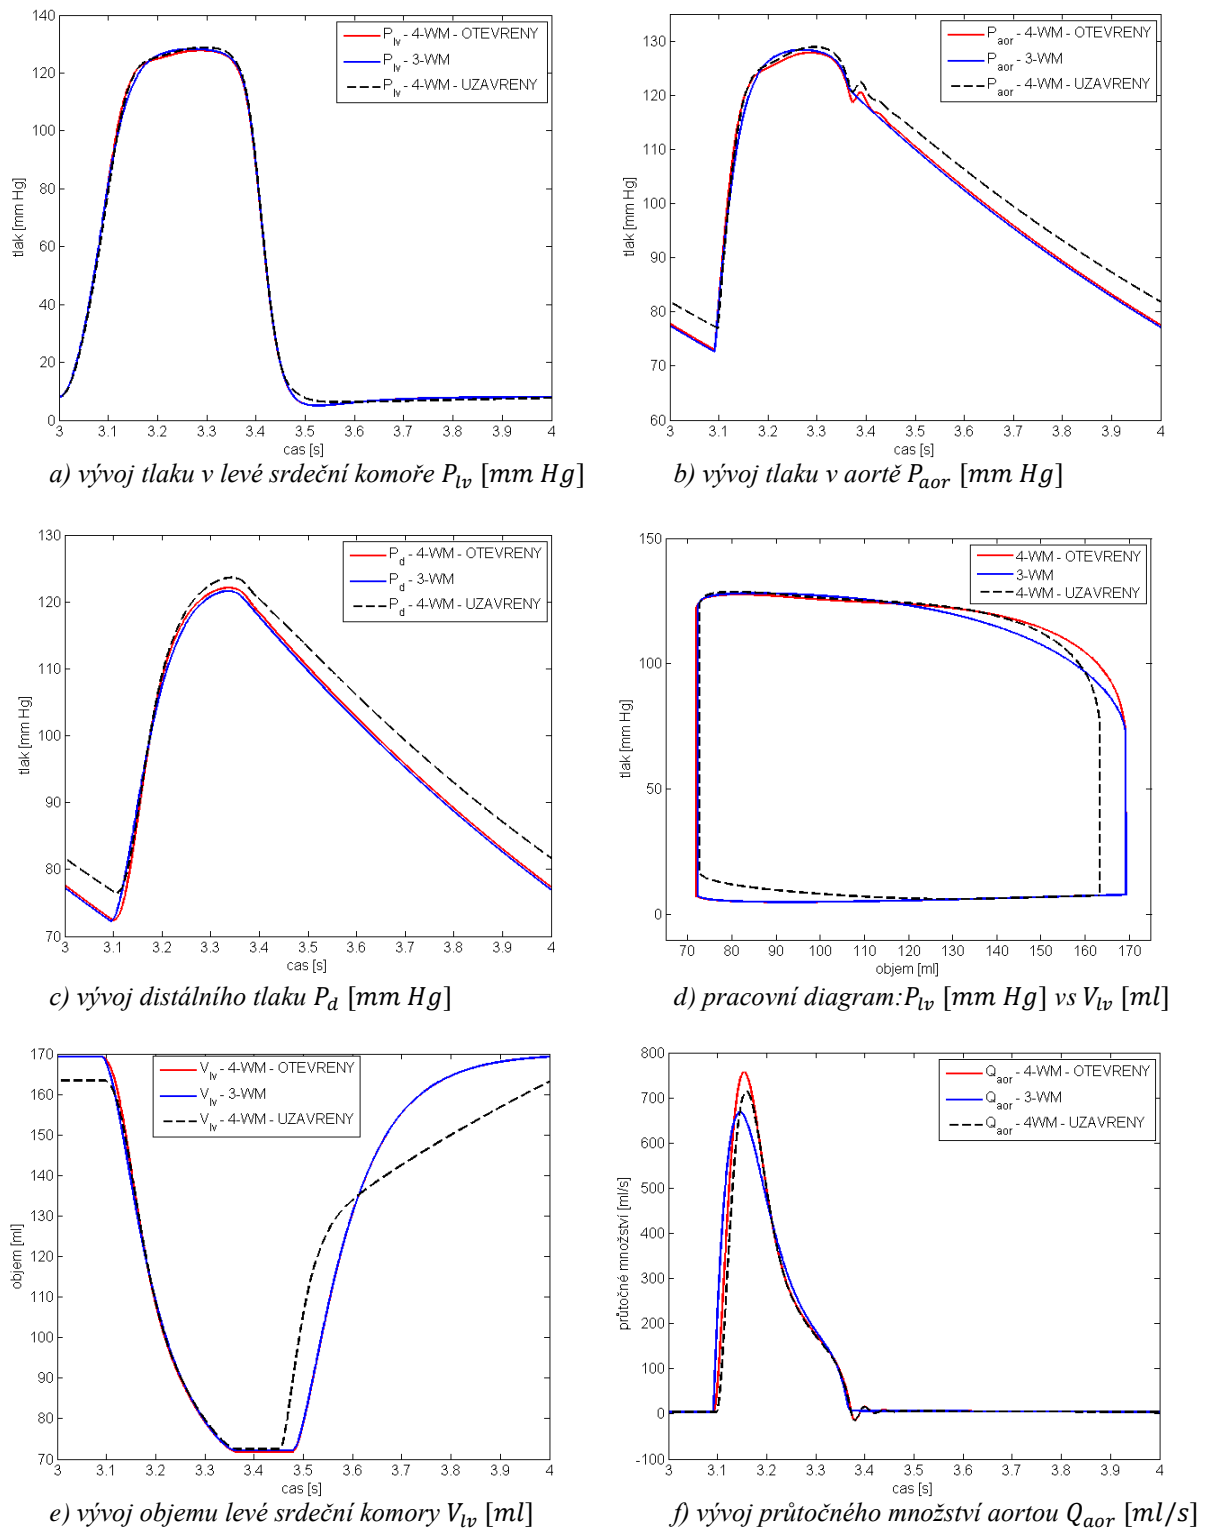 140
120
100
80
60
40
20
0
tlak [mm Hg]
3 3.1 3.2 3.3 3.4 3.5 3.6 3.7 3.8 3.9 4
cas [s]
P_lv - 4-WM - OTEVRENY
P_lv - 3-WM
P_lv - 4-WM - UZAVRENY
a) vývoj tlaku v levé srdeční komoře P_lv [mm Hg]
130
120
110
100
90
80
70
60
tlak [mm Hg]
3 3.1 3.2 3.3 3.4 3.5 3.6 3.7 3.8 3.9 4
cas [s]
P_aor - 4-WM - OTEVRENY
P_aor - 3-WM
P_aor - 4-WM - UZAVRENY
b) vývoj tlaku v aortě P_aor [mm Hg]
130
120
110
100
90
80
70
tlak [mm Hg]
3 3.1 3.2 3.3 3.4 3.5 3.6 3.7 3.8 3.9 4
cas [s]
P_d - 4-WM - OTEVRENY
P_d - 3-WM
P_d - 4-WM - UZAVRENY
c) vývoj distálního tlaku P_d [mm Hg]
150
100
50
0
tlak [mm Hg]
70 80 90 100 110 120 130 140 150 160 170
objem [ml]
4-WM - OTEVRENY
3-WM
4-WM - UZAVRENY
d) pracovní diagram:P_lv [mm Hg] vs V_lv [ml]
170
160
150
140
130
120
110
100
90
80
70
objem [ml]
3 3.1 3.2 3.3 3.4 3.5 3.6 3.7 3.8 3.9 4
cas [s]
V_lv - 4-WM - OTEVRENY
V_lv - 3-WM
V_lv - 4-WM - UZAVRENY
e) vývoj objemu levé srdeční komory V_lv [ml]
800
700
600
500
400
300
200
100
0
-100
průtočné množství [ml/s]
3 3.1 3.2 3.3 3.4 3.5 3.6 3.7 3.8 3.9 4
cas [s]
Q_aor - 4-WM - OTEVRENY
Q_aor - 3-WM
Q_aor - 4WM - UZAVRENY
f) vývoj průtočného množství aortou Q_aor [ml/s]